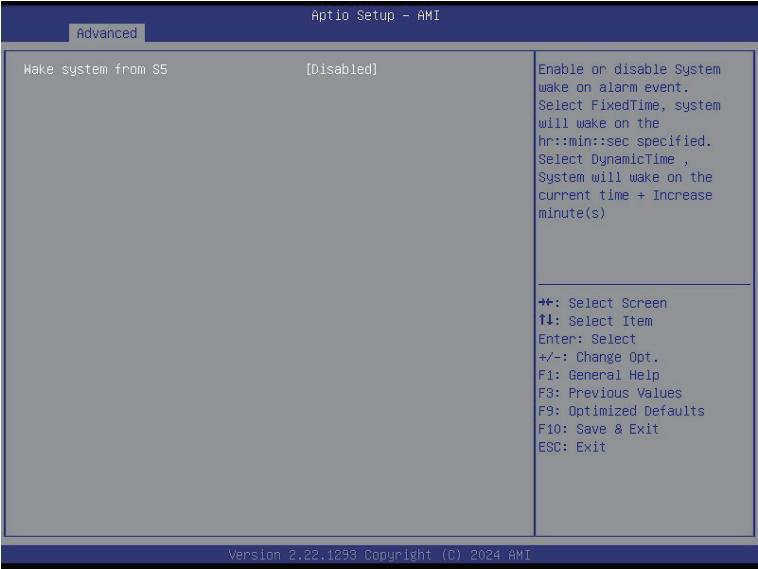 Aptio Setup – AMI
Advanced
Wake system from S5 [Disabled]
Enable or disable System
wake on alarm event.
Select FixedTime, system
will wake on the
hr::min::sec specified.
Select DynamicTime ,
System will wake on the
current time + Increase
minute(s)
→←: Select Screen
↑↓: Select Item
Enter: Select
+/-: Change Opt.
F1: General Help
F3: Previous Values
F9: Optimized Defaults
F10: Save & Exit
ESC: Exit
Version 2.22.1293 Copyright (C) 2024 AMI